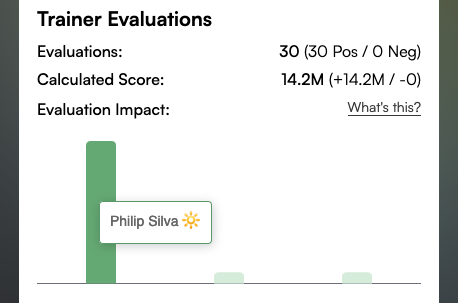 Trainer Evaluations
Evaluations: 30 (30 Pos / 0 Neg)
Calculated Score: 14.2M (+14.2M / -0)
Evaluation Impact: What's this?
Philip Silva 🔆